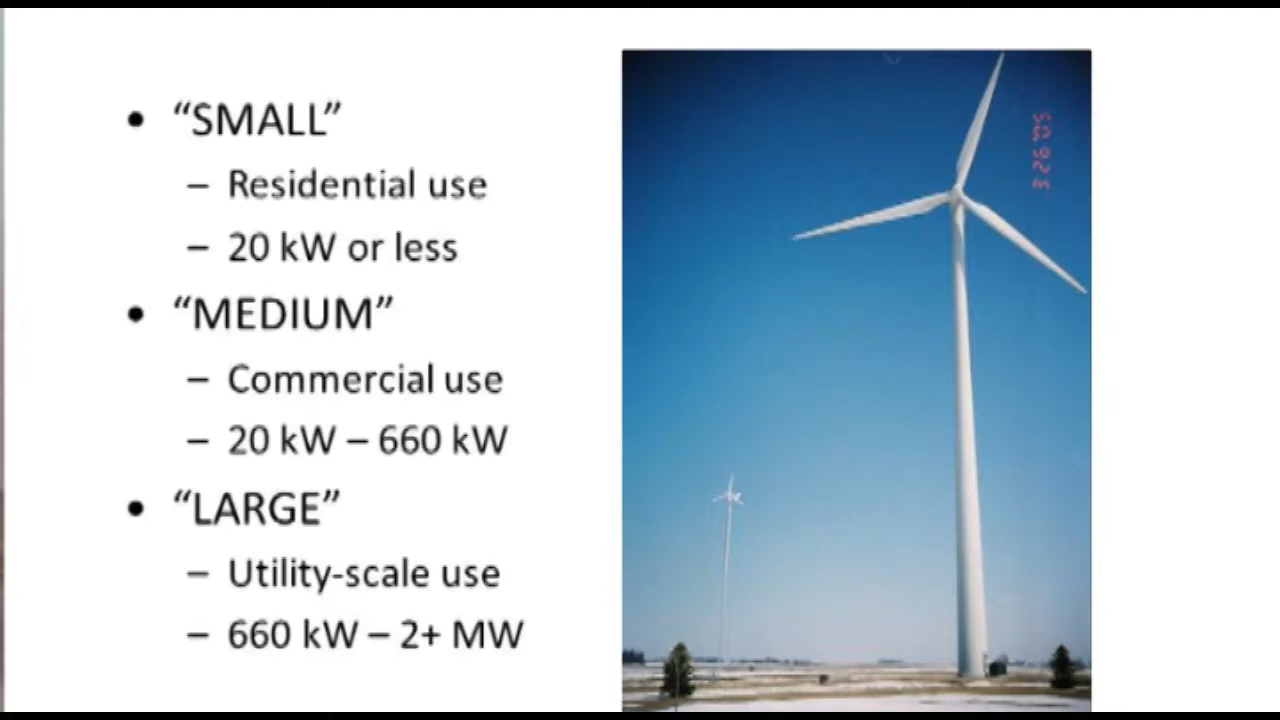 • “SMALL”
– Residential use
– 20 kW or less
• “MEDIUM”
– Commercial use
– 20 kW – 660 kW
• “LARGE”
– Utility-scale use
– 660 kW – 2+ MW